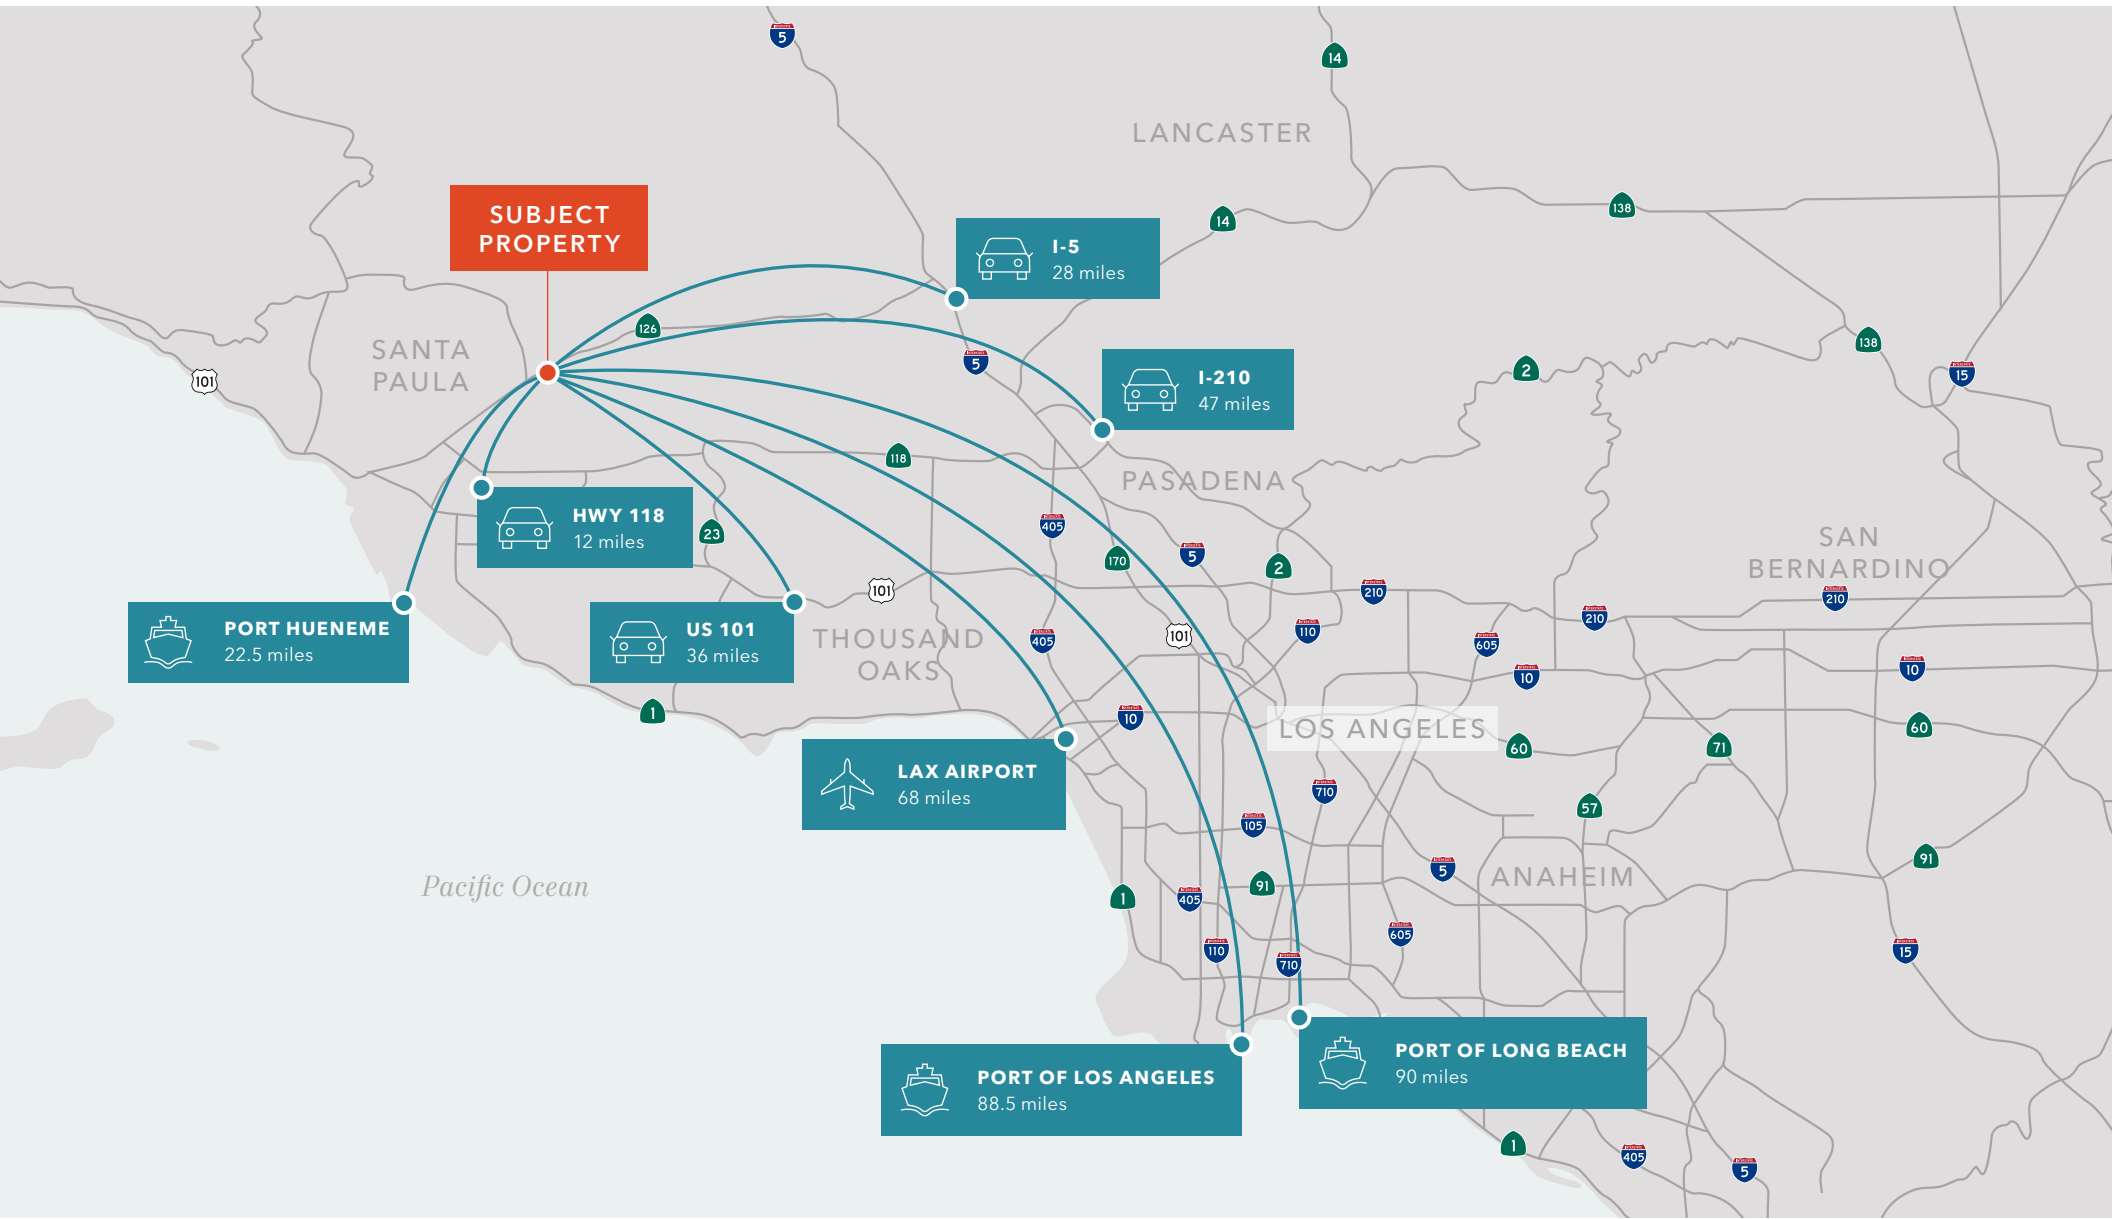 5
14
LANCASTER
138
14
SUBJECT
PROPERTY
I-5
28 miles
126
SANTA
PAULA
101
5
2
138
15
I-210
47 miles
118
PASADENA
HWY 118
12 miles
23
405
170
5
2
SAN
BERNARDINO
101
210
210
210
PORT HUENEME
22.5 miles
US 101
36 miles
THOUSAND
OAKS
405
101
110
605
10
10
1
10
LOS ANGELES
60
71
60
LAX AIRPORT
68 miles
710
57
105
Pacific Ocean
1
405
91
5
ANAHEIM
91
110
710
605
15
PORT OF LOS ANGELES
88.5 miles
PORT OF LONG BEACH
90 miles
1
405
5